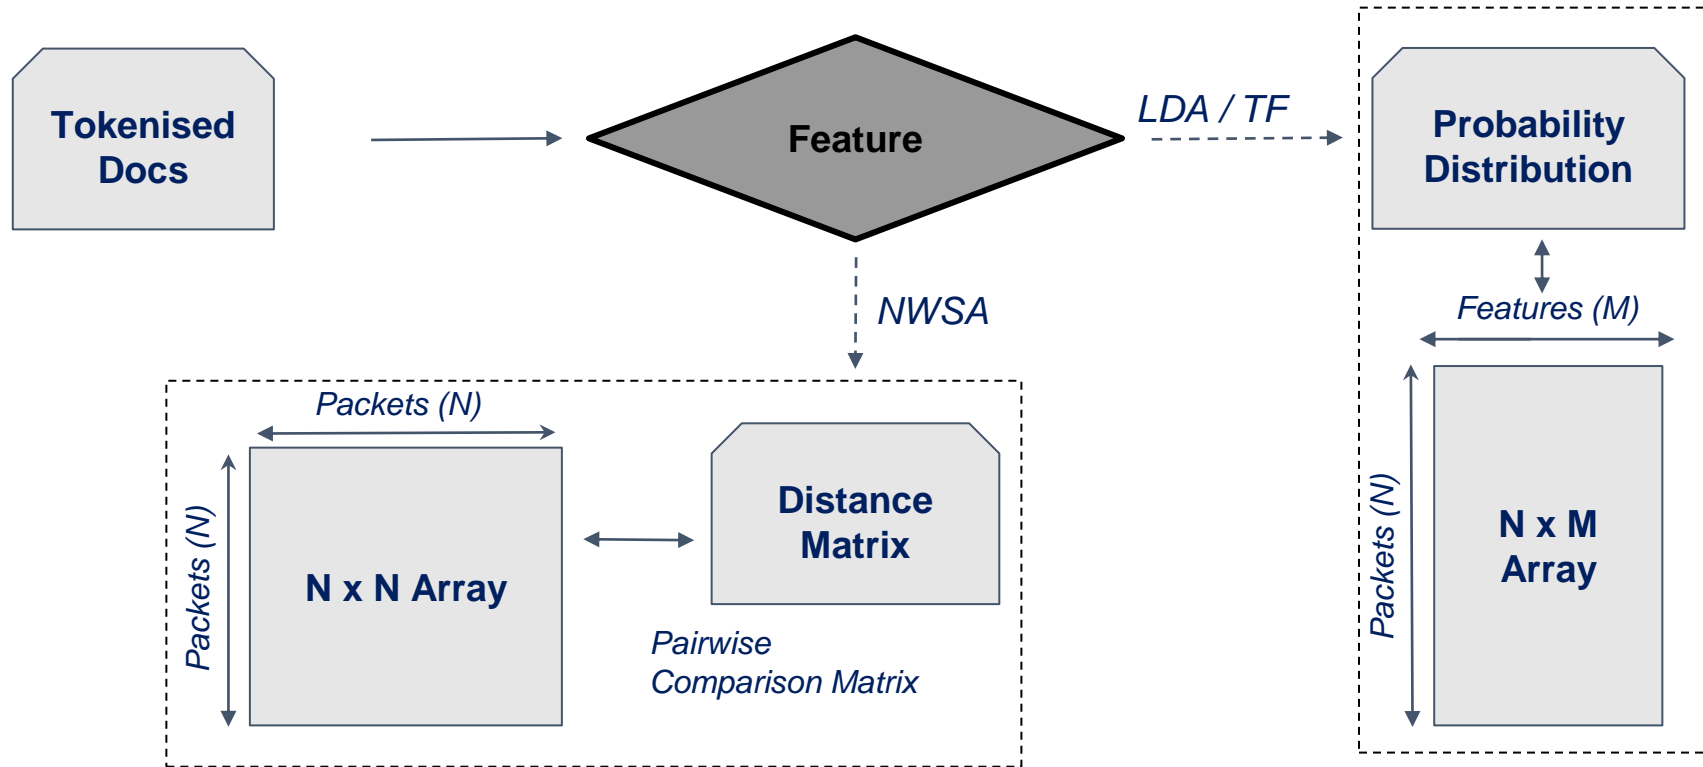 Tokenised
Docs
Feature
LDA / TF
Probability
Distribution
NWSA
Features (M)
Packets (N)
N x M
Array
Packets (N)
Packets (N)
N x N Array
Distance
Matrix
Pairwise
Comparison Matrix